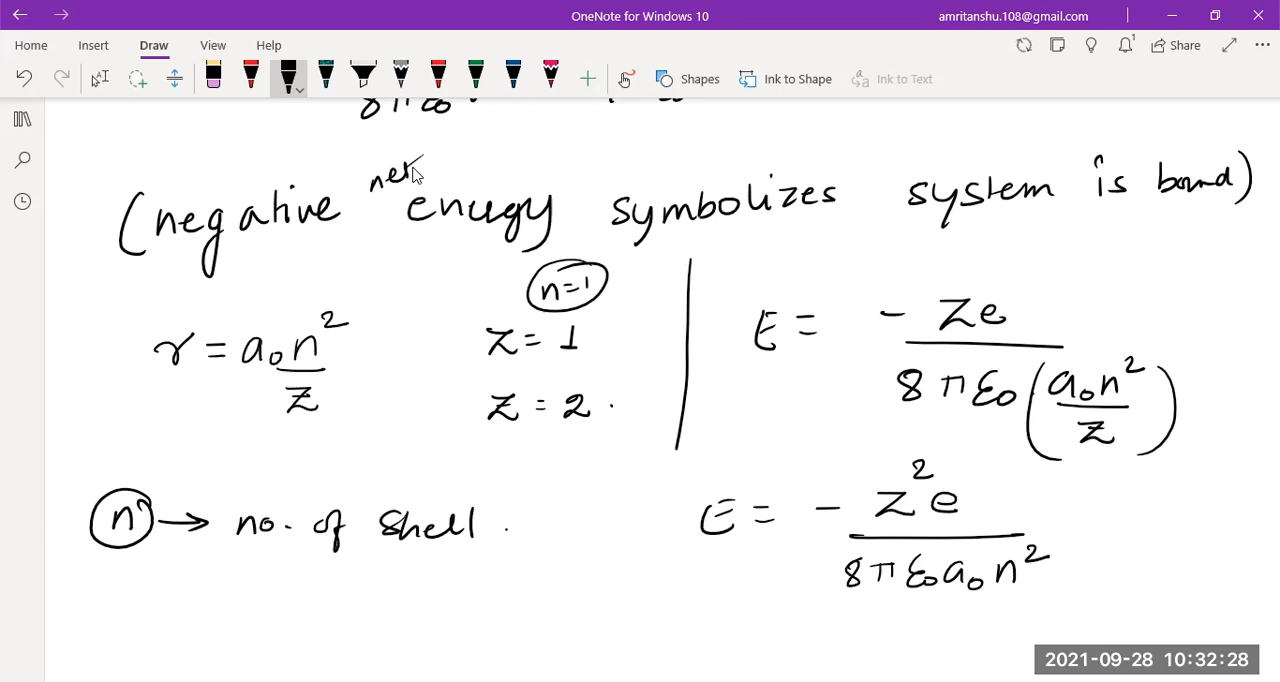 OneNote for Windows 10
amritanshu.108@gmail.com
Home Insert Draw View Help
Share
Shapes Ink to Shape Ink to Text
8πε₀
(negative net energy symbolizes system is bound)
n=1
r = a₀n²/z
z = 1
z = 2 .
E = - ze / 8πε₀(a₀n²/z)
n → no. of shell .
E = - z²e / 8πε₀a₀n²
2021-09-28 10:32:28